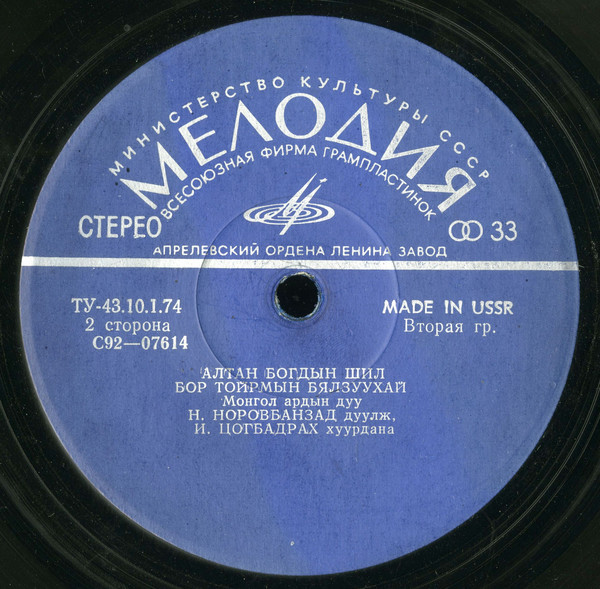 МИНИСТЕРСТВО КУЛЬТУРЫ СССР
МЕЛОДИЯ
ВСЕСОЮЗНАЯ ФИРМА ГРАМПЛАСТИНОК
СТЕРЕО
33
АПРЕЛЕВСКИЙ ОРДЕНА ЛЕНИНА ЗАВОД
ТУ-43.10.1.74
2 сторона
С92—07614
MADE IN USSR
Вторая гр.
АЛТАН БОГДЫН ШИЛ
БОР ТОЙРМЫН БЯЛЗУУХАЙ
Монгол ардын дуу
Н. НОРОВБАНЗАД дуулж,
И. ЦОГБАДРАХ хуурдана